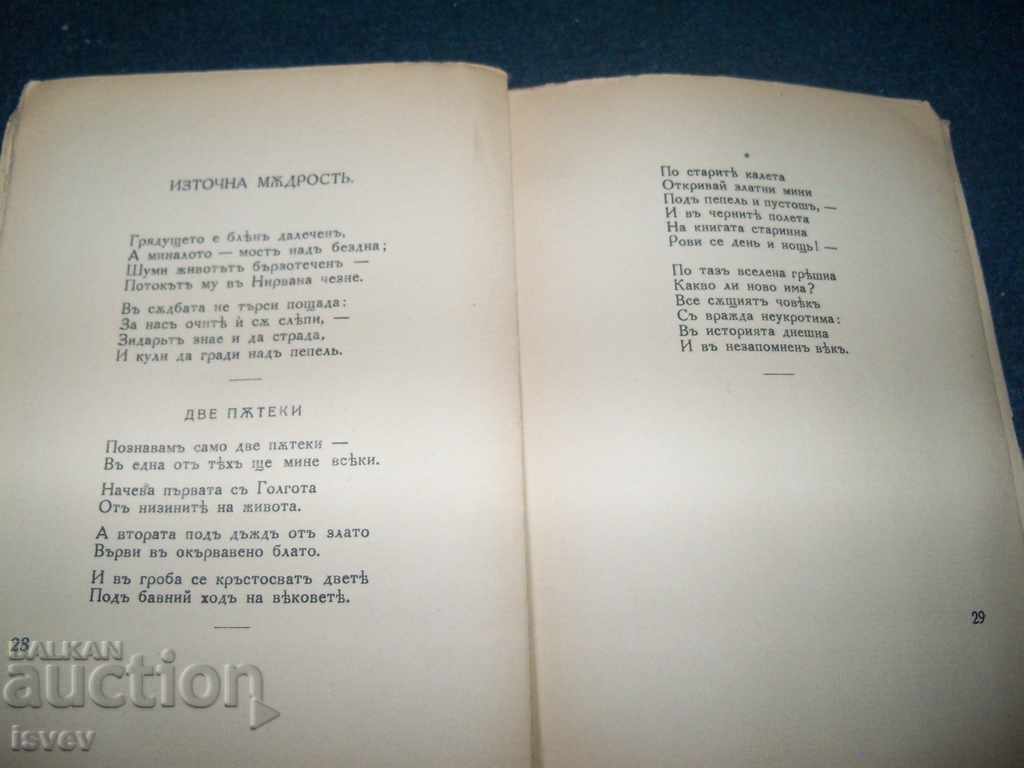 ИЗТОЧНА МѪДРОСТЬ.
Грядущето е блѣнъ далеченъ,
А миналото — мостъ надъ бездна;
Шуми животътъ бързотеченъ —
Потокътъ му въ Нирвана чезне.
Въ сѫдбата не търси пощада:
За насъ очитѣ ѝ сѫ слѣпи, —
Зидарьтъ знае и да страда,
И кули да гради надъ пепель.
ДВЕ ПѪТЕКИ
Познавамъ само две пѫтеки —
Въ една отъ тѣхъ ще мине всѣки.
Начева първата съ Голгота
Отъ низинитѣ на живота.
А втората подъ дъждъ отъ злато
Върви въ окървавено блато.
И въ гроба се кръстосватъ дветѣ
Подъ бавний ходъ на вѣковетѣ.
28
*
По старитѣ калета
Откривай златни мини
Подъ пепель и пустошъ, —
И въ чернитѣ полета
На книгата старинна
Рови се день и нощь! —
По тазъ вселена грѣшна
Какво ли ново има?
Все сѫщиятъ човѣкъ
Съ вражда неукротима:
Въ историята днешна
И въ незапомненъ вѣкъ.
29
BALKAN
auction
isvev